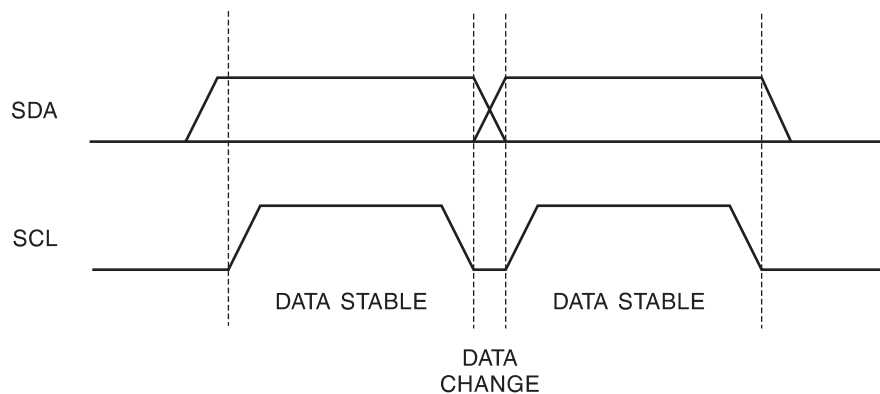 SDA
SCL
DATA STABLE
DATA STABLE
DATA
CHANGE